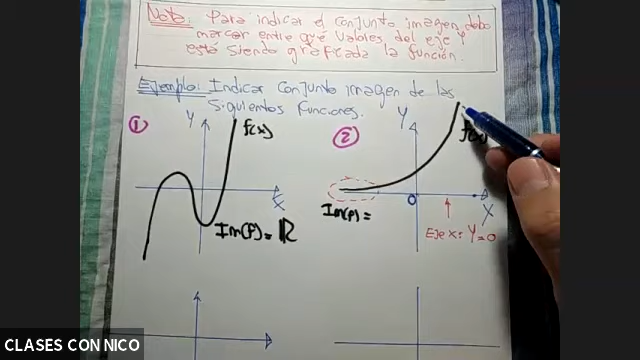 Nota: Para indicar el conjunto imagen, debo
marcar entre qué valores del eje Y
está siendo graficada la función.
Ejemplo: Indicar conjunto imagen de las
siguientes funciones.
①
Y
f(x)
X
Im(f) = ℝ
②
Y
f(x)
0
X
Im(f) =
Eje x: Y=0
CLASES CON NICO